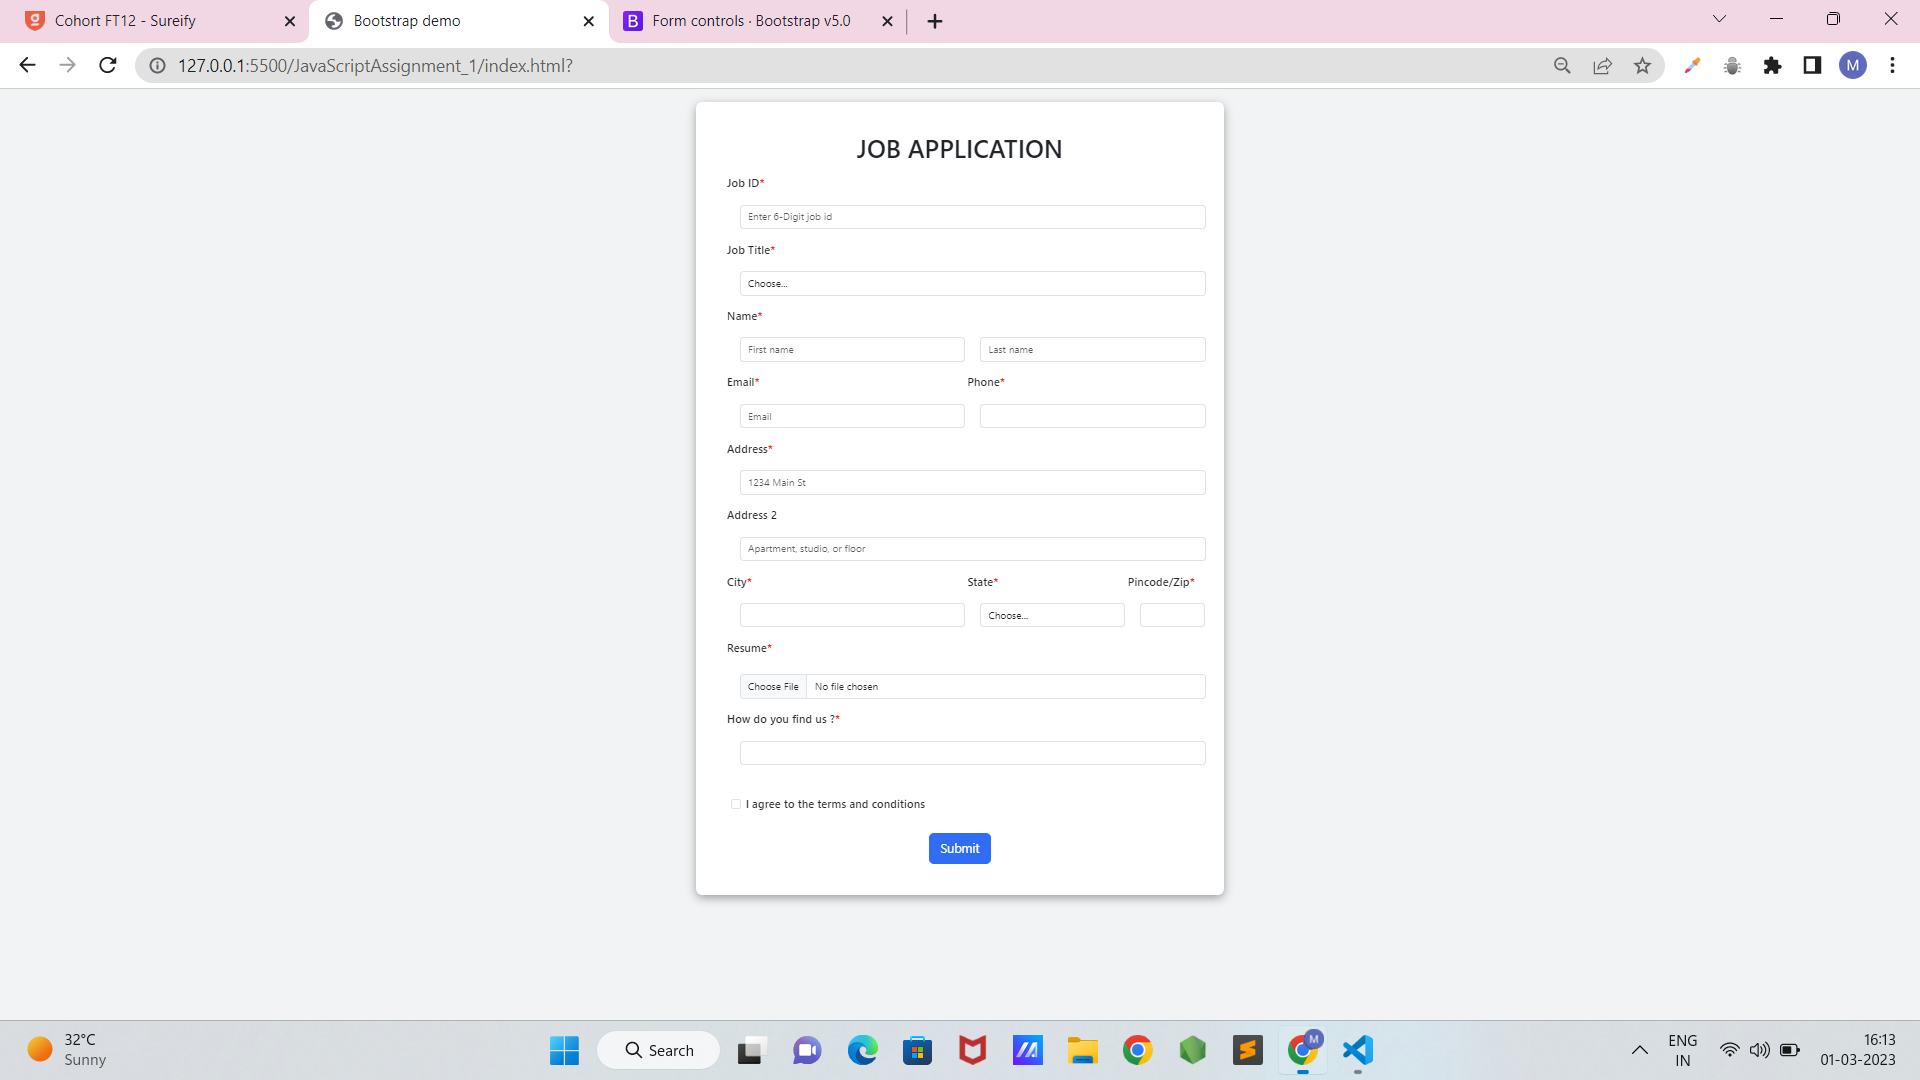 Cohort FT12 - Sureify
Bootstrap demo
Form controls · Bootstrap v5.0
127.0.0.1:5500/JavaScriptAssignment_1/index.html?
M
JOB APPLICATION
Job ID*
Enter 6-Digit job id
Job Title*
Choose...
Name*
First name Last name
Email* Phone*
Email
Address*
1234 Main St
Address 2
Apartment, studio, or floor
City* State* Pincode/Zip*
Choose...
Resume*
Choose File No file chosen
How do you find us ?*
I agree to the terms and conditions
Submit
32°C
Sunny
Search
M
ENG
IN
16:13
01-03-2023